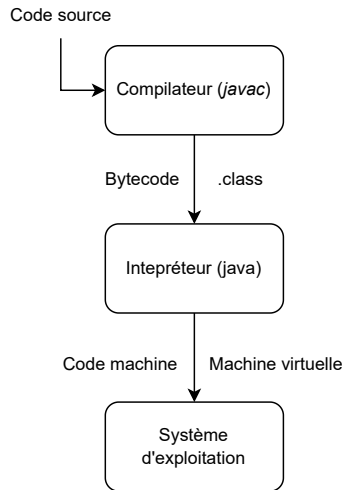 Code source
Compilateur (javac)
Bytecode .class
Intepréteur (java)
Code machine Machine virtuelle
Système
d'exploitation